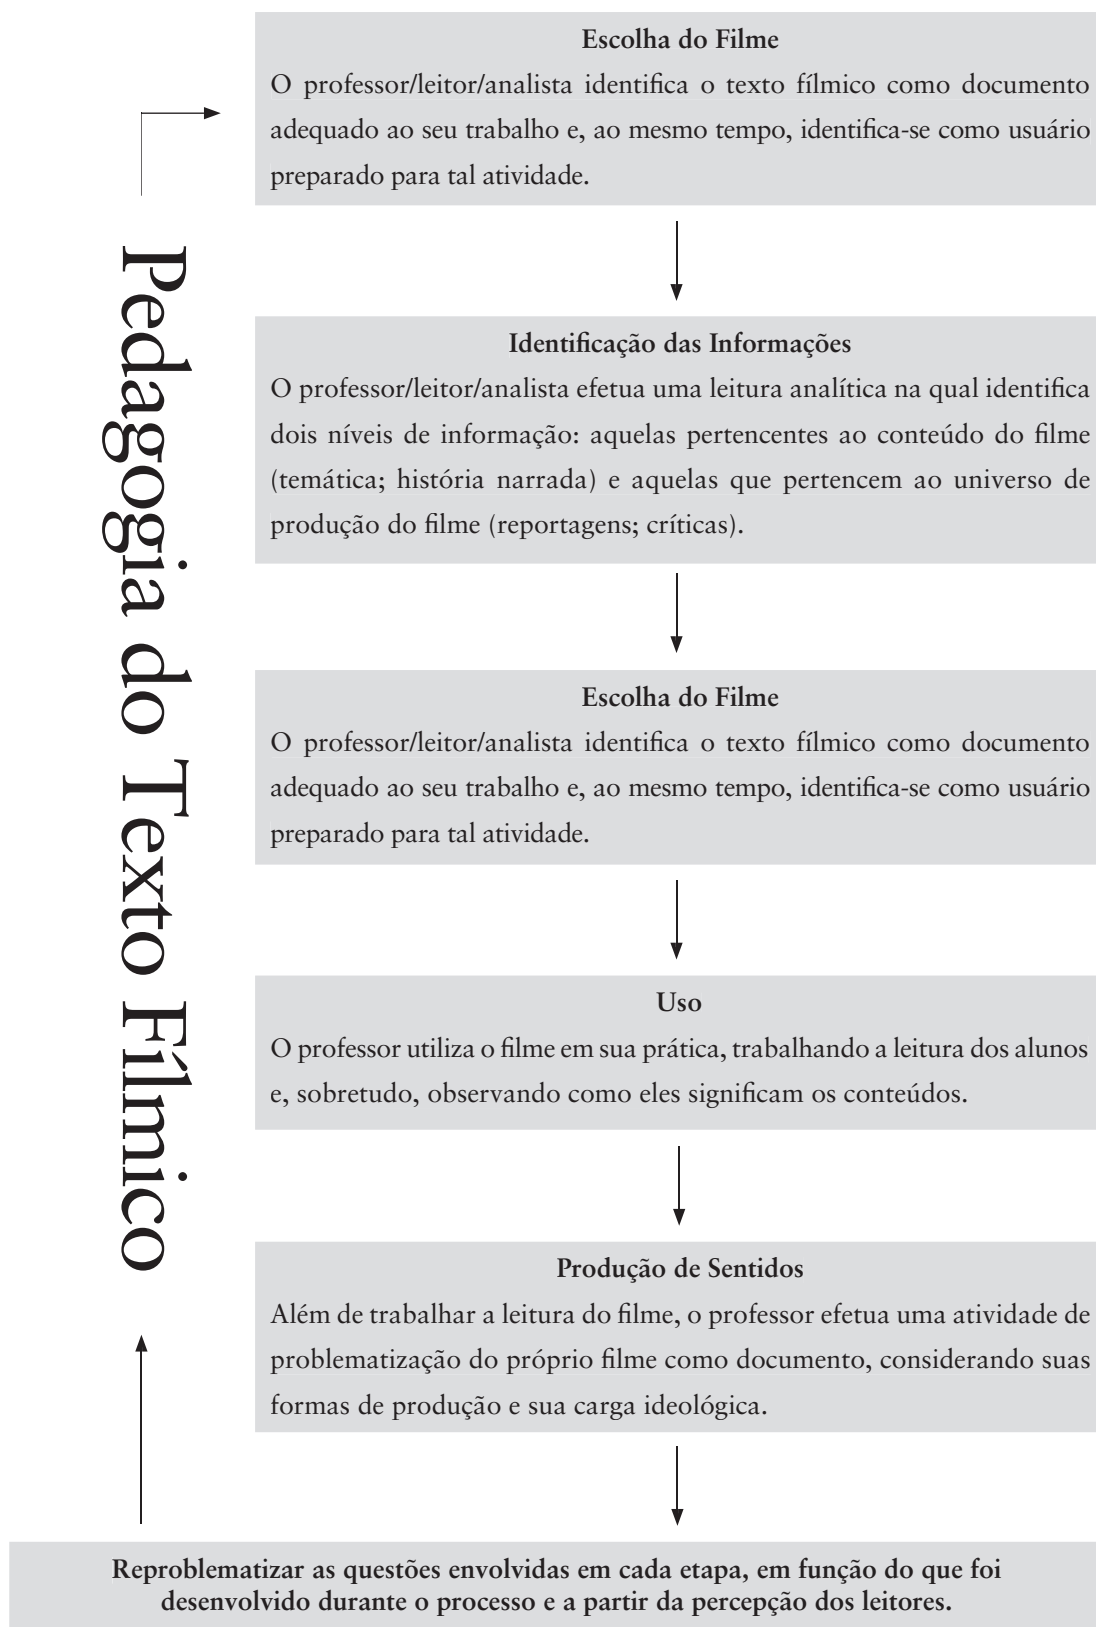 Pedagogia do Texto Fílmico
Escolha do Filme
O professor/leitor/analista identifica o texto fílmico como documento
adequado ao seu trabalho e, ao mesmo tempo, identifica-se como usuário
preparado para tal atividade.
Identificação das Informações
O professor/leitor/analista efetua uma leitura analítica na qual identifica
dois níveis de informação: aquelas pertencentes ao conteúdo do filme
(temática; história narrada) e aquelas que pertencem ao universo de
produção do filme (reportagens; críticas).
Escolha do Filme
O professor/leitor/analista identifica o texto fílmico como documento
adequado ao seu trabalho e, ao mesmo tempo, identifica-se como usuário
preparado para tal atividade.
Uso
O professor utiliza o filme em sua prática, trabalhando a leitura dos alunos
e, sobretudo, observando como eles significam os conteúdos.
Produção de Sentidos
Além de trabalhar a leitura do filme, o professor efetua uma atividade de
problematização do próprio filme como documento, considerando suas
formas de produção e sua carga ideológica.
Reproblematizar as questões envolvidas em cada etapa, em função do que foi
desenvolvido durante o processo e a partir da percepção dos leitores.